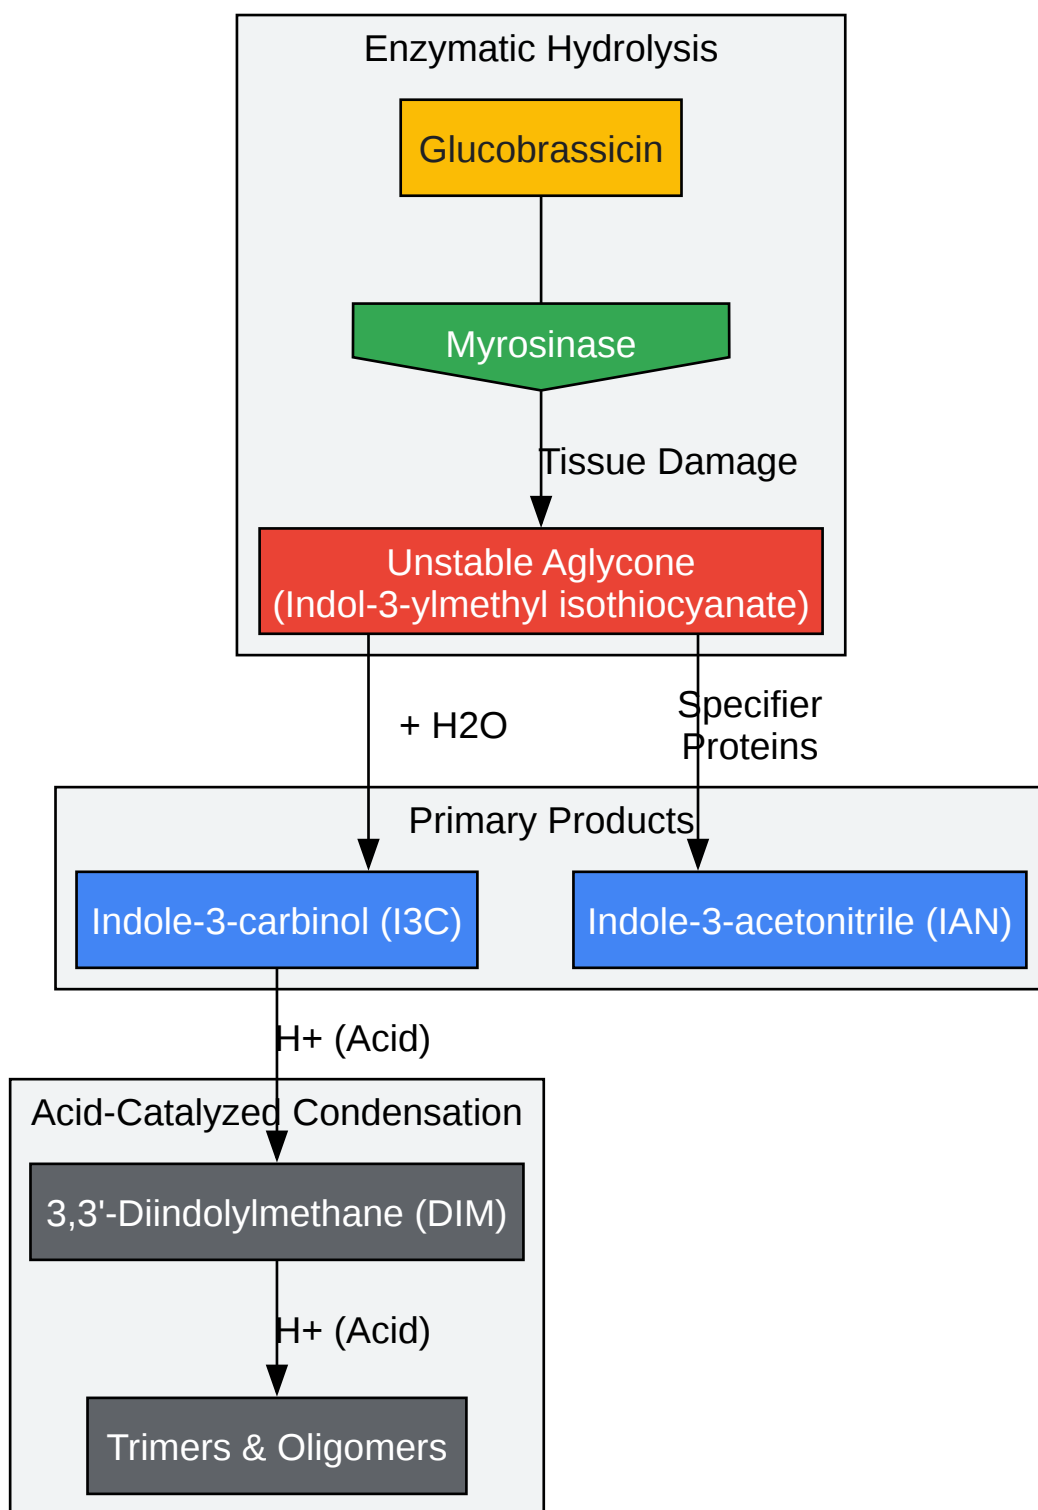 Enzymatic Hydrolysis
Glucobrassicin
Myrosinase
Tissue Damage
Unstable Aglycone
(Indol-3-ylmethyl isothiocyanate)
+ H2O
Specifier
Proteins
Primary Products
Indole-3-carbinol (I3C)
Indole-3-acetonitrile (IAN)
H+ (Acid)
Acid-Catalyzed Condensation
3,3'-Diindolylmethane (DIM)
H+ (Acid)
Trimers & Oligomers